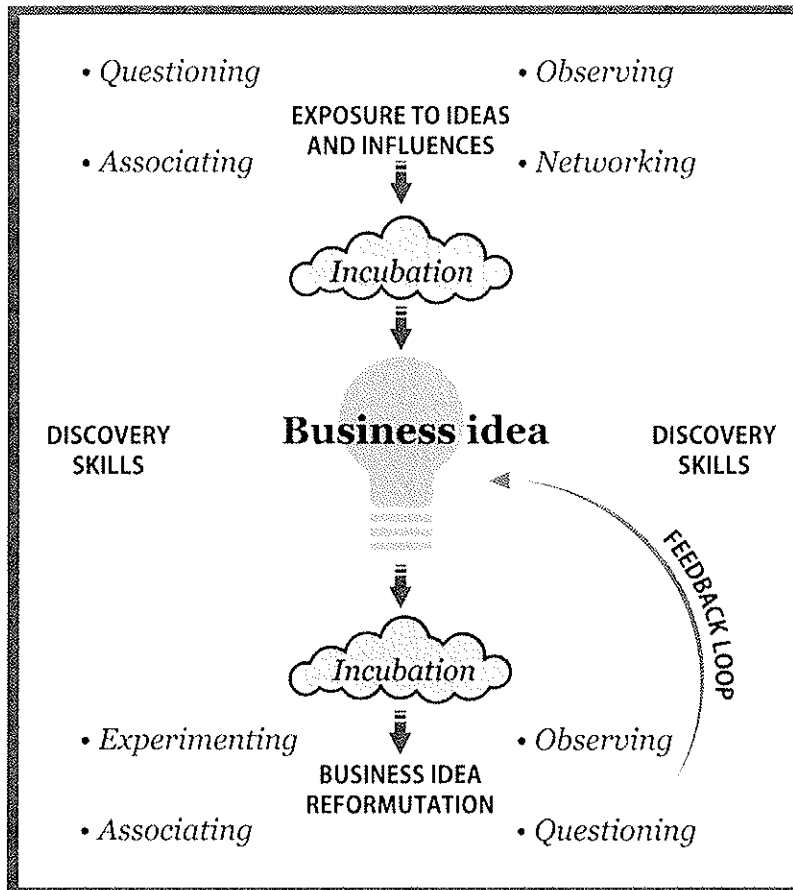 • Questioning
• Observing
EXPOSURE TO IDEAS
AND INFLUENCES
• Associating
• Networking
Incubation
Business idea
DISCOVERY
SKILLS
DISCOVERY
SKILLS
FEEDBACK LOOP
Incubation
• Experimenting
• Observing
BUSINESS IDEA
REFORMUTATION
• Associating
• Questioning